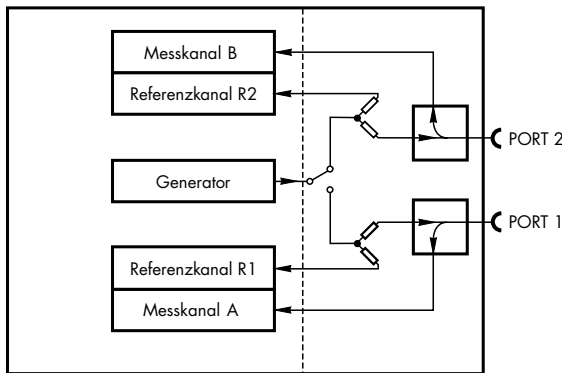 Messkanal B
Referenzkanal R2
PORT 2
Generator
PORT 1
Referenzkanal R1
Messkanal A